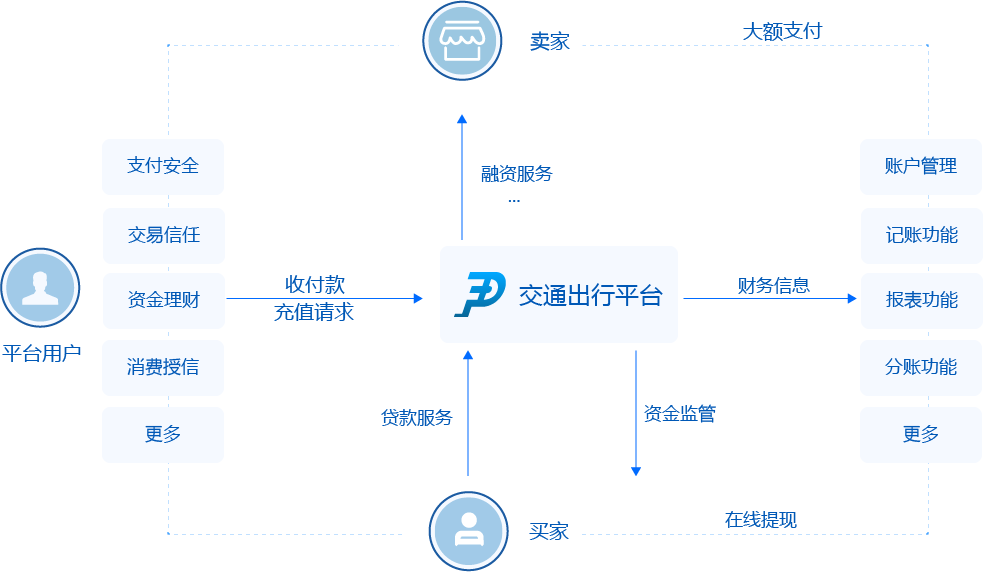 卖家
大额支付
支付安全
账户管理
融资服务
...
交易信任
记账功能
收付款
充值请求
资金理财
交通出行平台
财务信息
报表功能
平台用户
消费授信
分账功能
贷款服务
资金监管
更多
更多
买家
在线提现